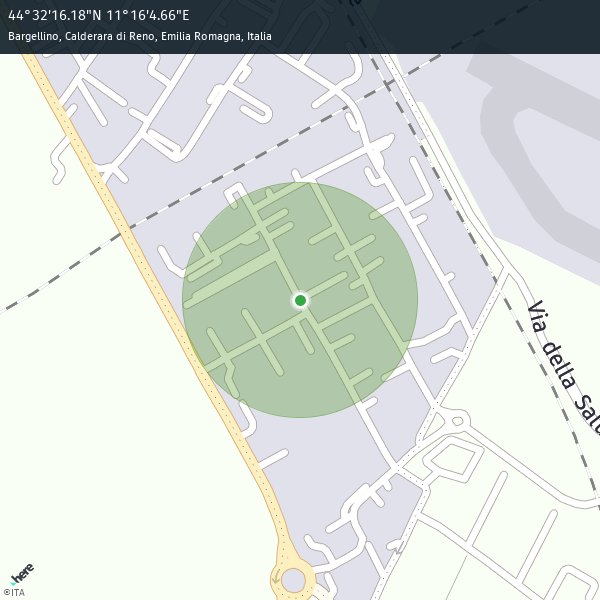 44°32'16.18"N 11°16'4.66"E
Bargellino, Calderara di Reno, Emilia Romagna, Italia
Via della Salu
here
©ITA